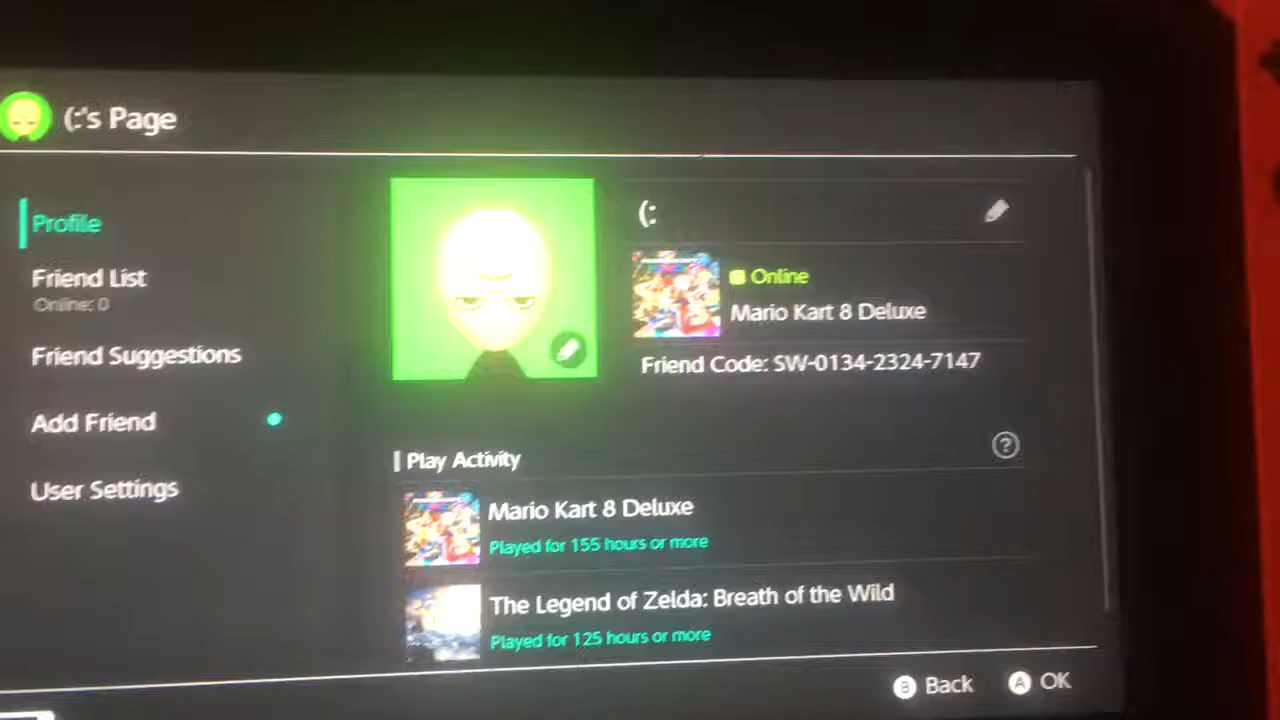 (:'s Page
Profile
Friend List
Online: 0
Friend Suggestions
Add Friend
User Settings
(:
Online
Mario Kart 8 Deluxe
Friend Code: SW-0134-2324-7147
Play Activity
?
Mario Kart 8 Deluxe
Played for 155 hours or more
The Legend of Zelda: Breath of the Wild
Played for 125 hours or more
B Back A OK